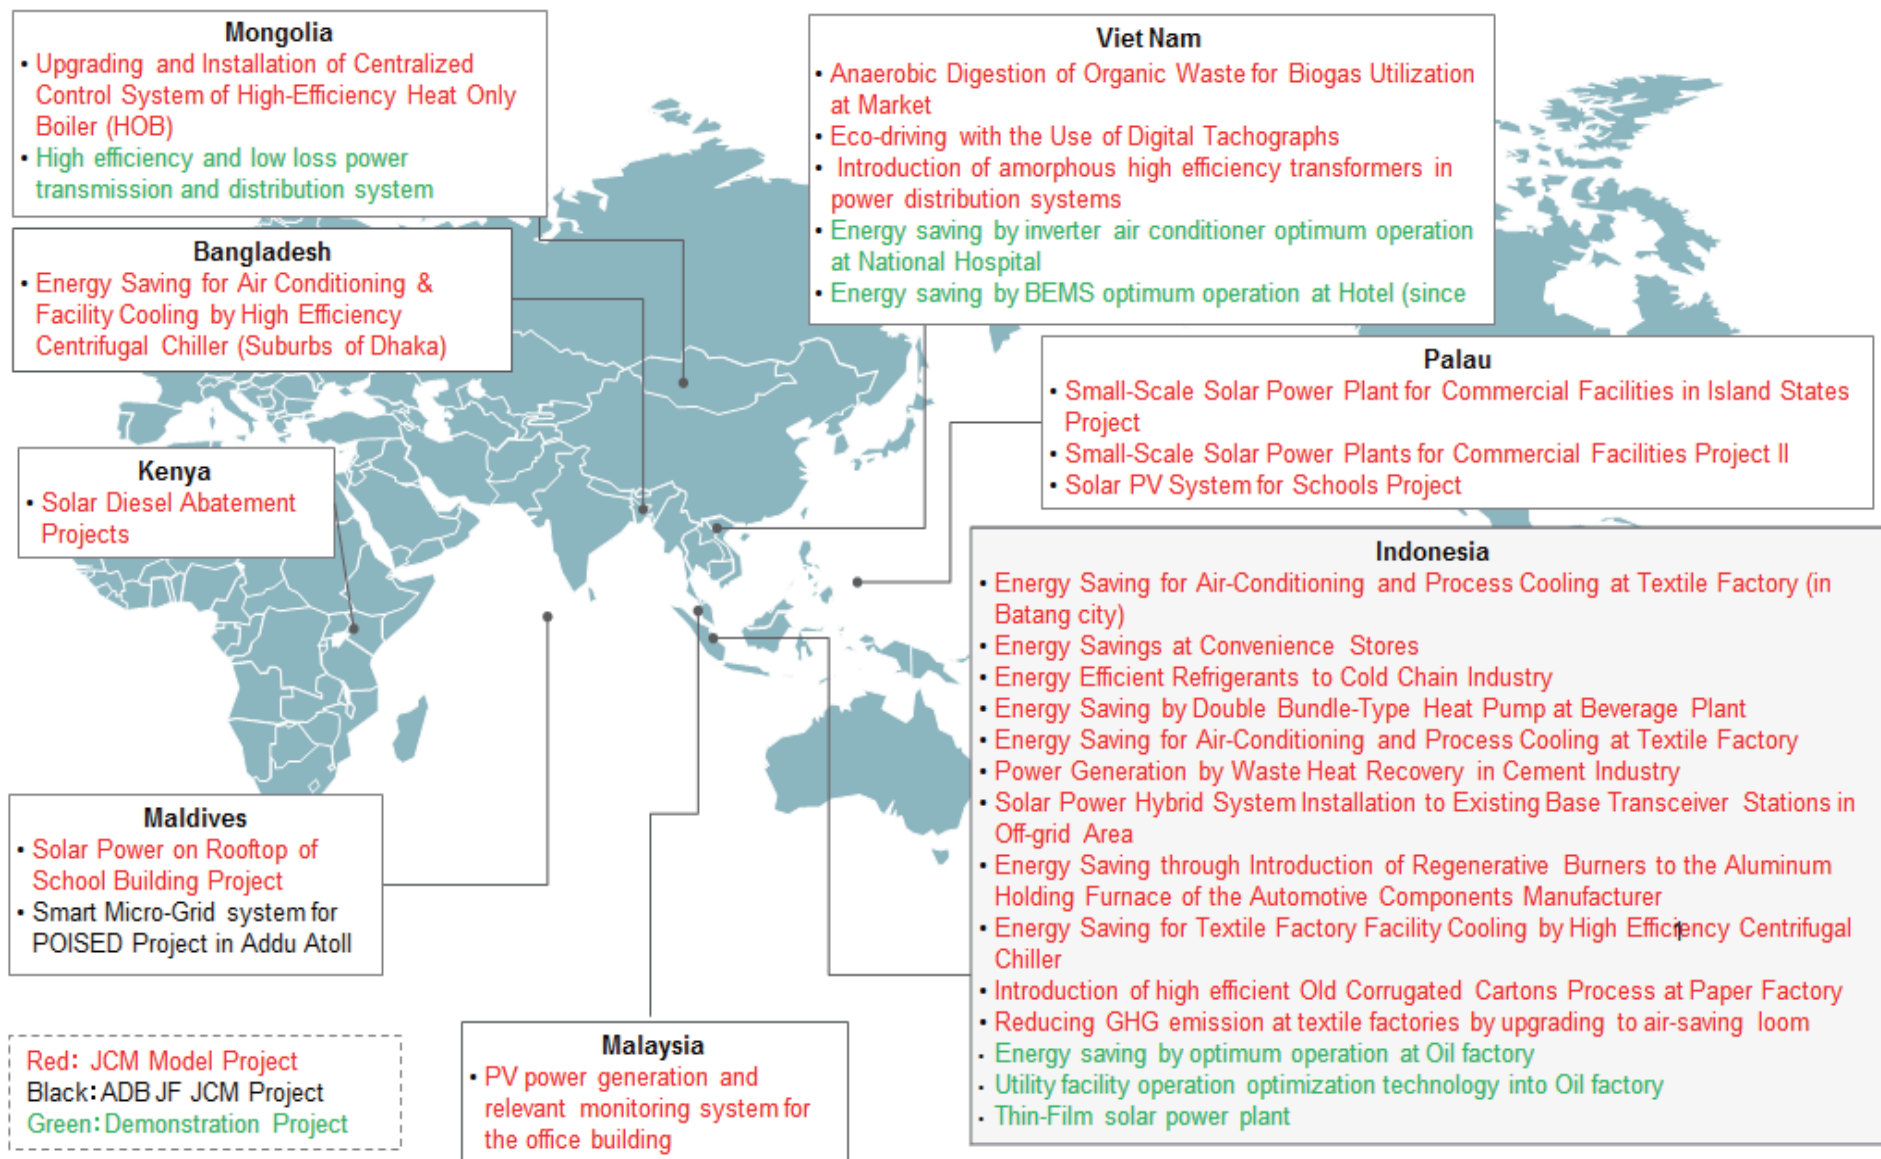 Mongolia
• Upgrading and Installation of Centralized
Control System of High-Efficiency Heat Only
Boiler (HOB)
• High efficiency and low loss power
transmission and distribution system
Viet Nam
• Anaerobic Digestion of Organic Waste for Biogas Utilization
at Market
• Eco-driving with the Use of Digital Tachographs
• Introduction of amorphous high efficiency transformers in
power distribution systems
• Energy saving by inverter air conditioner optimum operation
at National Hospital
• Energy saving by BEMS optimum operation at Hotel (since
Bangladesh
• Energy Saving for Air Conditioning &
Facility Cooling by High Efficiency
Centrifugal Chiller (Suburbs of Dhaka)
Palau
• Small-Scale Solar Power Plant for Commercial Facilities in Island States
Project
• Small-Scale Solar Power Plants for Commercial Facilities Project II
• Solar PV System for Schools Project
Kenya
• Solar Diesel Abatement
Projects
Indonesia
• Energy Saving for Air-Conditioning and Process Cooling at Textile Factory (in
Batang city)
• Energy Savings at Convenience Stores
• Energy Efficient Refrigerants to Cold Chain Industry
• Energy Saving by Double Bundle-Type Heat Pump at Beverage Plant
• Energy Saving for Air-Conditioning and Process Cooling at Textile Factory
• Power Generation by Waste Heat Recovery in Cement Industry
• Solar Power Hybrid System Installation to Existing Base Transceiver Stations in
Off-grid Area
• Energy Saving through Introduction of Regenerative Burners to the Aluminum
Holding Furnace of the Automotive Components Manufacturer
• Energy Saving for Textile Factory Facility Cooling by High Efficiency Centrifugal
Chiller
1
• Introduction of high efficient Old Corrugated Cartons Process at Paper Factory
• Reducing GHG emission at textile factories by upgrading to air-saving loom
• Energy saving by optimum operation at Oil factory
• Utility facility operation optimization technology into Oil factory
• Thin-Film solar power plant
Maldives
• Solar Power on Rooftop of
School Building Project
• Smart Micro-Grid system for
POISED Project in Addu Atoll
Malaysia
• PV power generation and
relevant monitoring system for
the office building
Red: JCM Model Project
Black:ADB JF JCM Project
Green:Demonstration Project